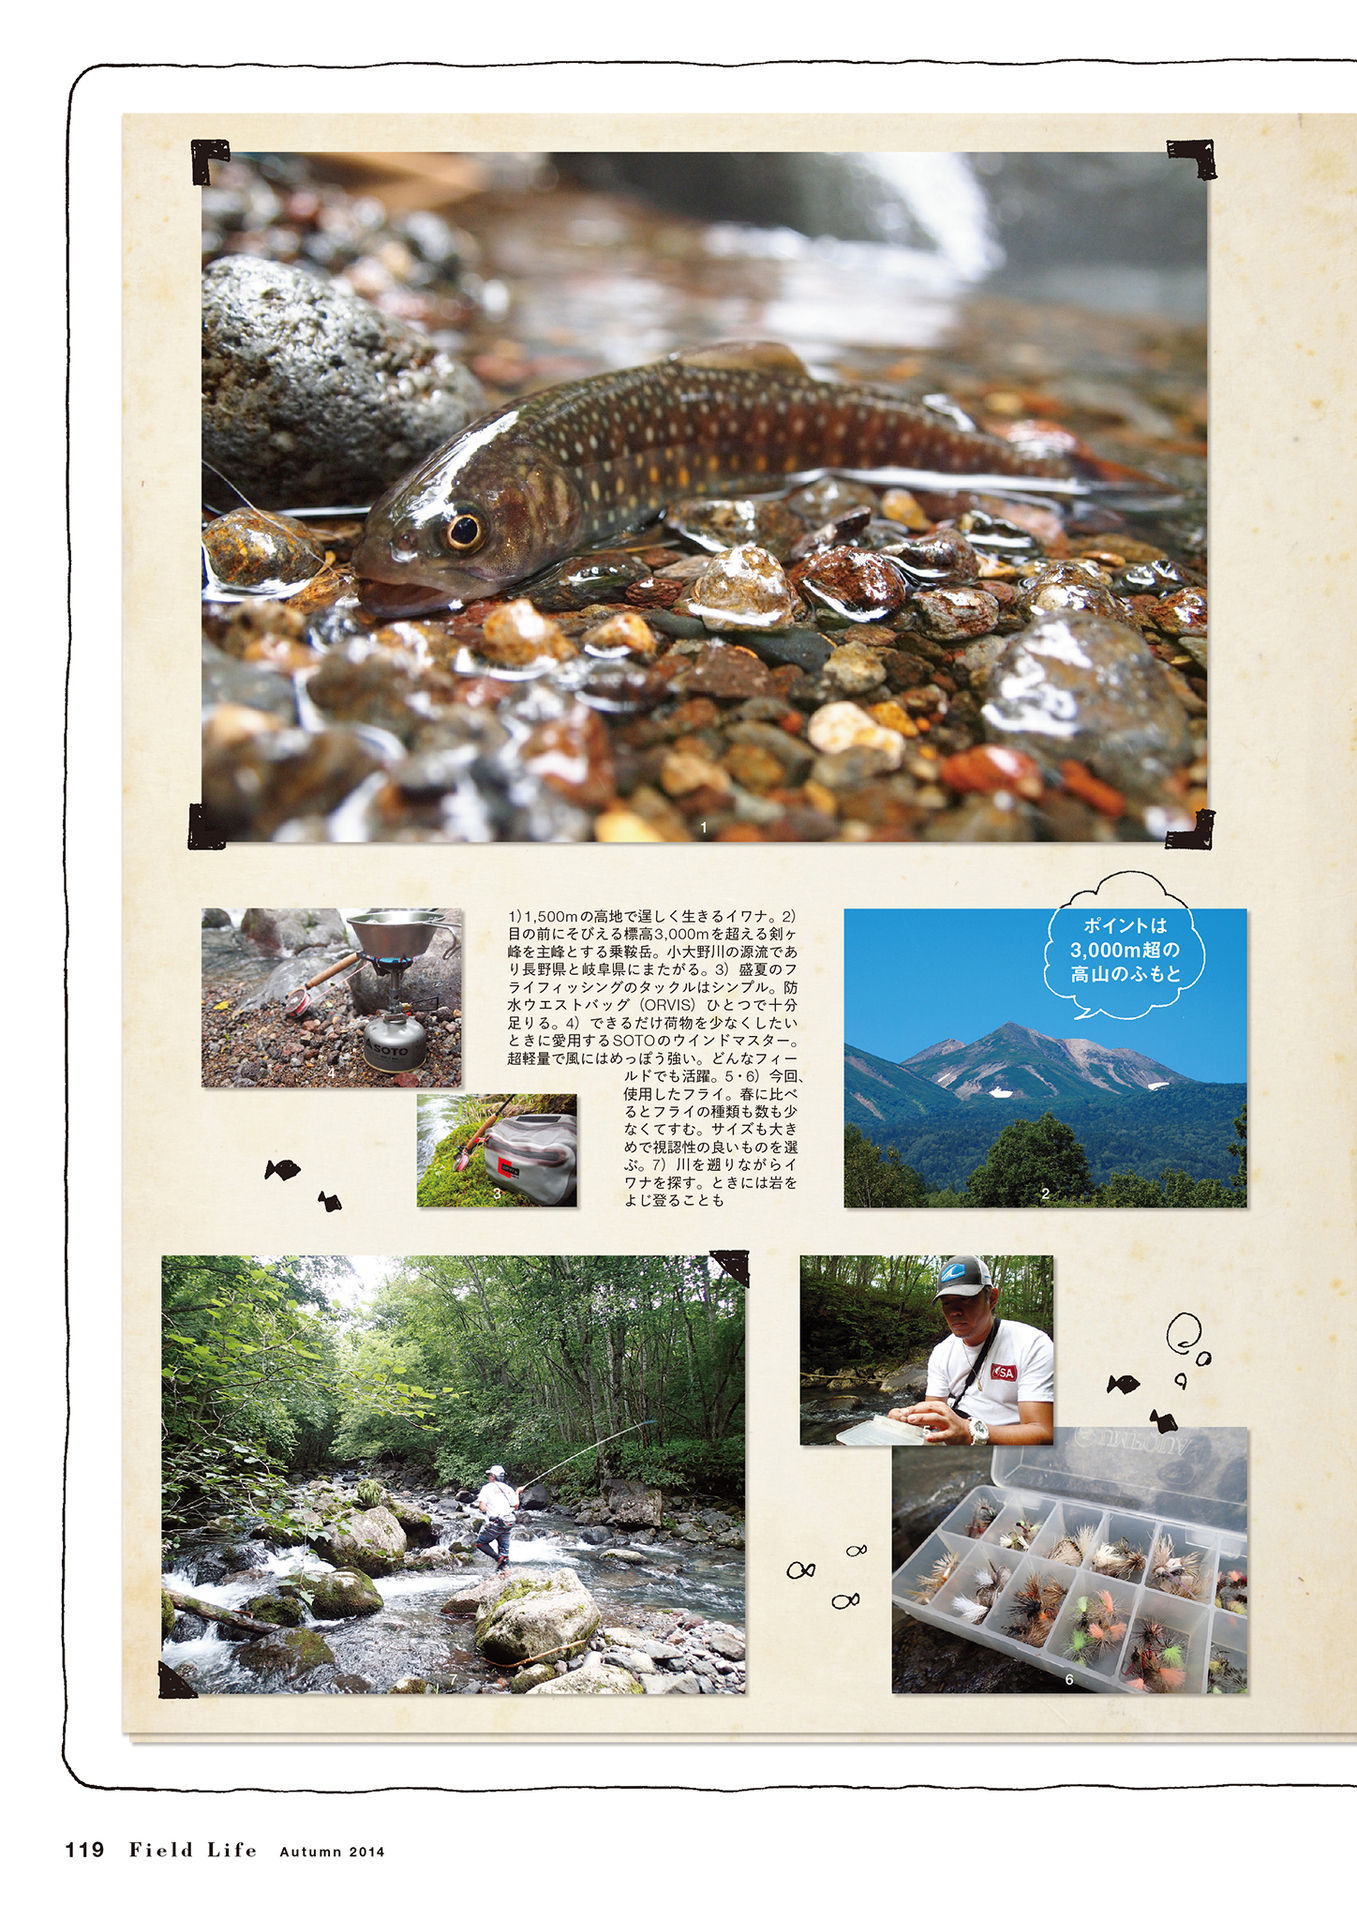 1
1）1,500mの高地で逞しく生きるイワナ。2）
目の前にそびえる標高3,000mを超える剣ヶ
峰を主峰とする乗鞍岳。小大野川の源流であ
り長野県と岐阜県にまたがる。3）盛夏のフ
ライフィッシングのタックルはシンプル。防
水ウエストバッグ（ORVIS）ひとつで十分
足りる。4）できるだけ荷物を少なくしたい
ときに愛用するSOTOのウインドマスター。
超軽量で風にはめっぽう強い。どんなフィー
ルドでも活躍。5・6）今回、
使用したフライ。春に比べ
るとフライの種類も数も少
なくてすむ。サイズも大き
めで視認性の良いものを選
ぶ。7）川を遡りながらイ
ワナを探す。ときには岩を
よじ登ることも
ポイントは
3,000m超の
高山のふもと
SOTO
4
ORVIS
3
2
SA
5
7
6
119 Field Life Autumn 2014